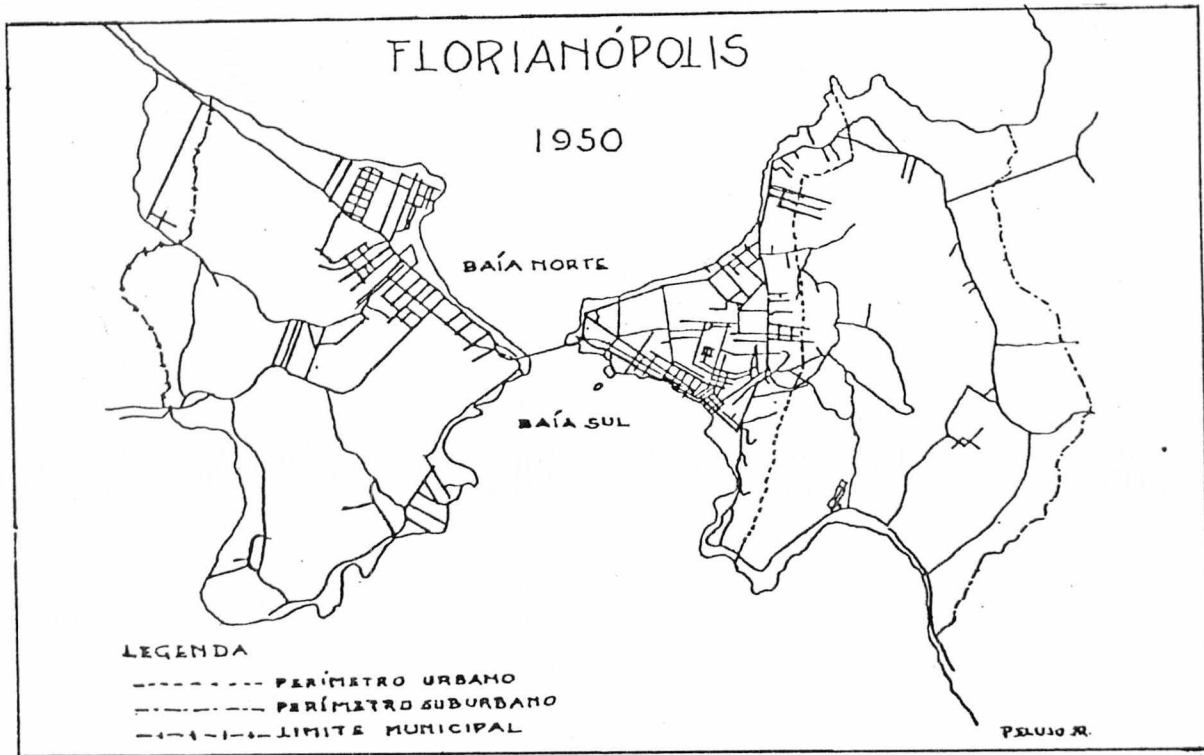 FLORIANÓPOLIS
1950
BAÍA NORTE
BAÍA SUL
LEGENDA
PERÍMETRO URBANO
PERÍMETRO SUBURBANO
LIMITE MUNICIPAL
PELUSO JR.